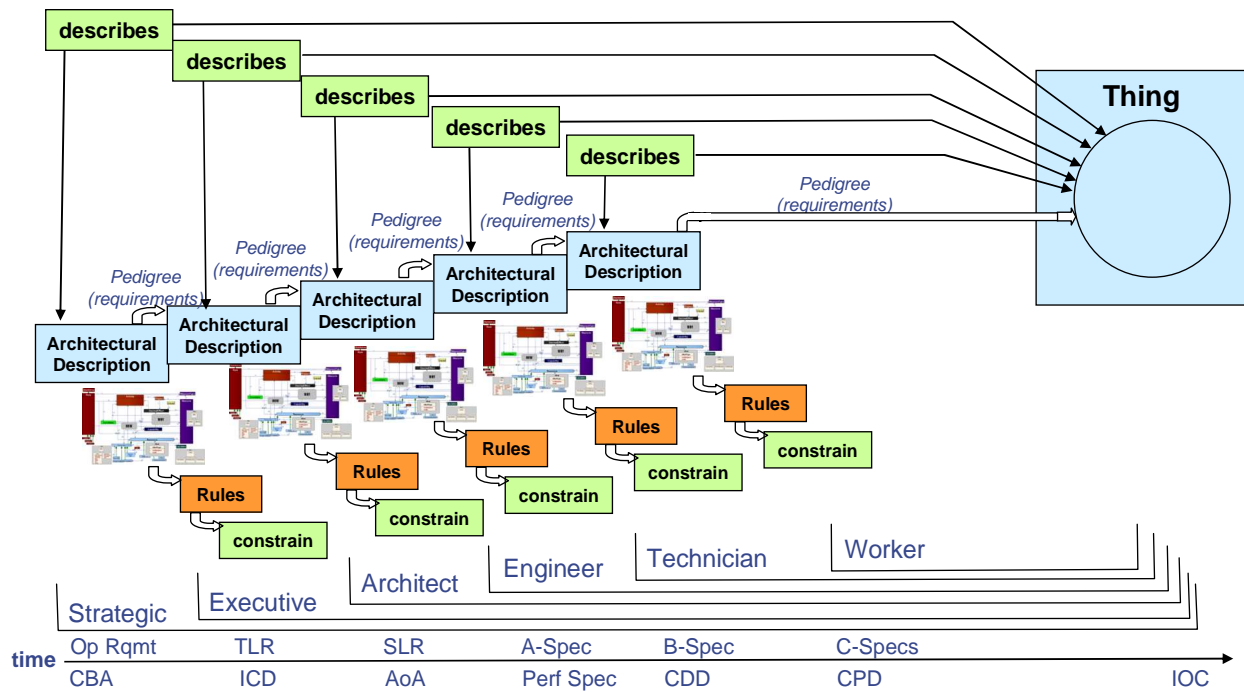 describes
describes
describes
describes
describes
Thing
Pedigree
(requirements)
Pedigree
(requirements)
Pedigree
(requirements)
Pedigree
(requirements)
Pedigree
(requirements)
Architectural
Description
Architectural
Description
Architectural
Description
Architectural
Description
Architectural
Description
Rules
constrain
Rules
constrain
Rules
constrain
Rules
constrain
Rules
constrain
Strategic
Executive
Architect
Engineer
Technician
Worker
Op Rqmt TLR SLR A-Spec B-Spec C-Specs
time
CBA ICD AoA Perf Spec CDD CPD IOC